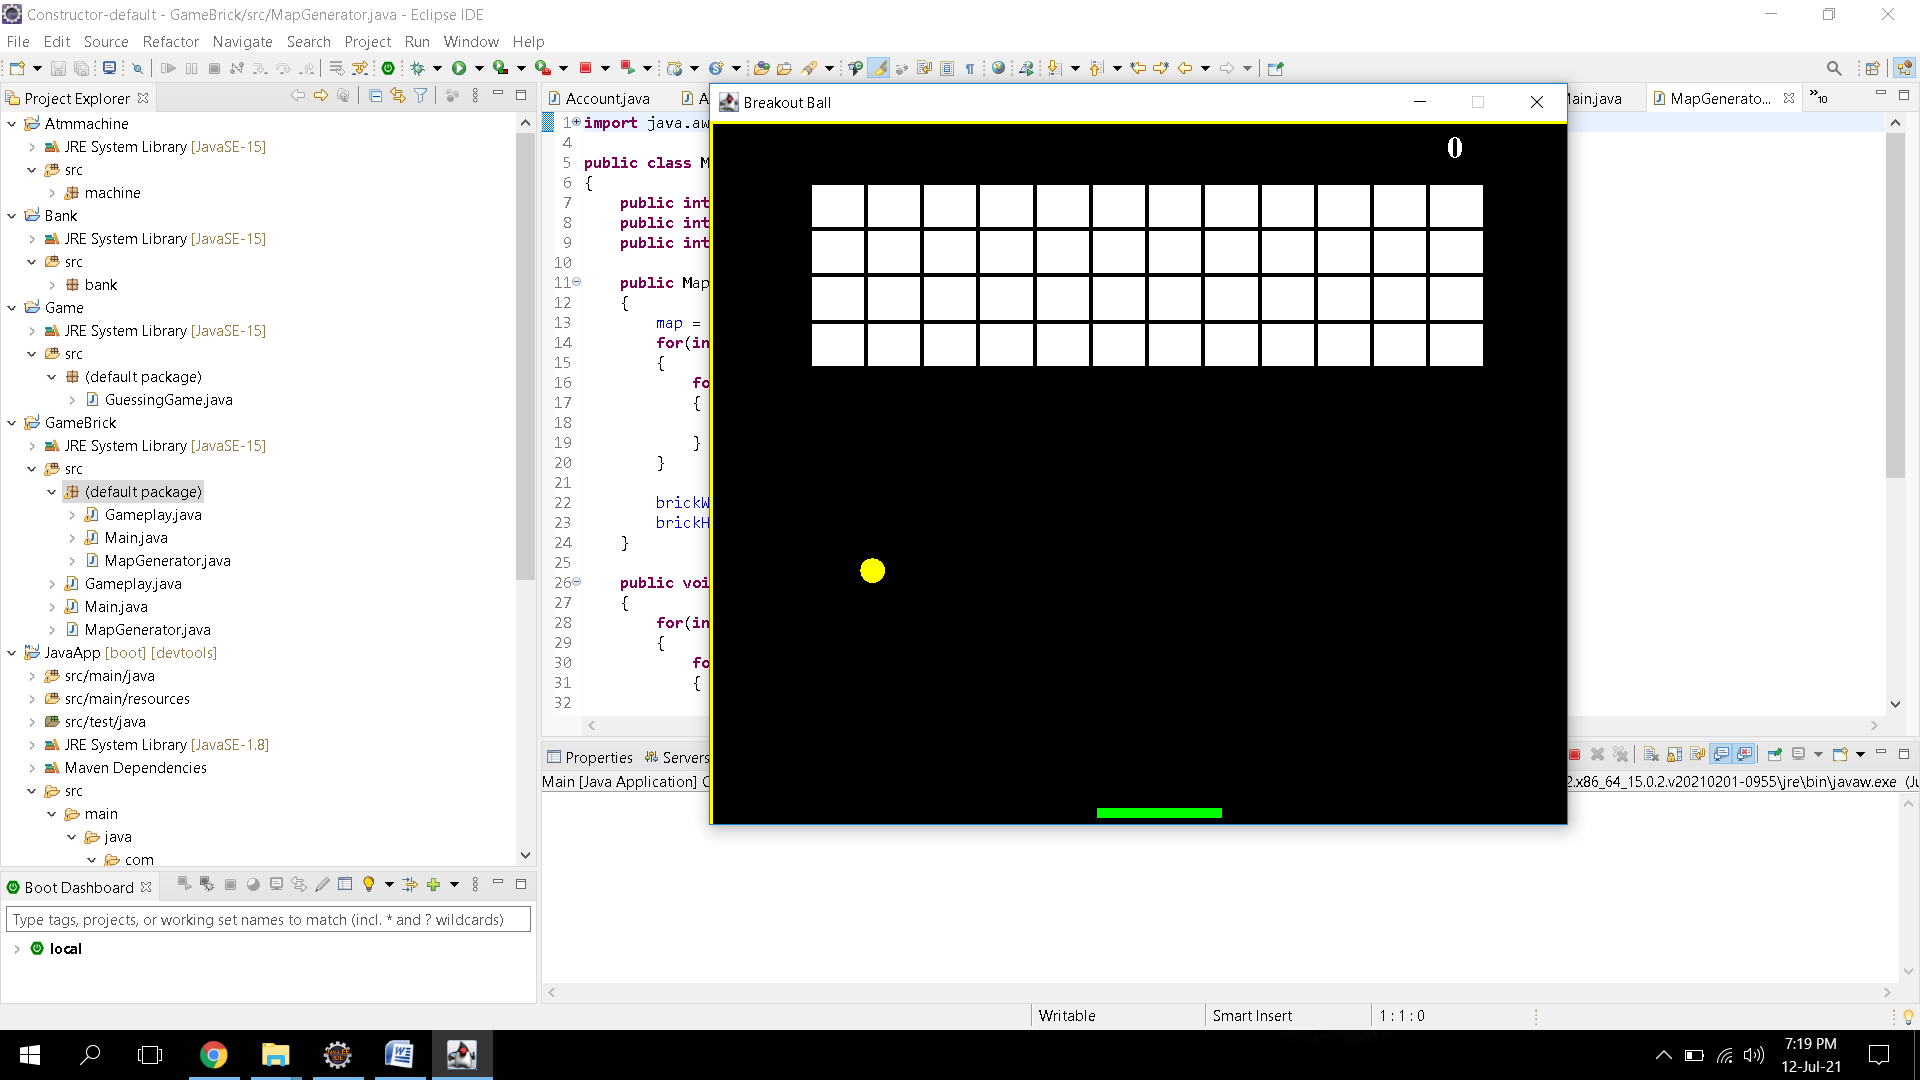 Constructor-default - GameBrick/src/MapGenerator.java - Eclipse IDE
File Edit Source Refactor Navigate Search Project Run Window Help
Project Explorer
Atmmachine
JRE System Library [JavaSE-15]
src
machine
Bank
JRE System Library [JavaSE-15]
src
bank
Game
JRE System Library [JavaSE-15]
src
(default package)
GuessingGame.java
GameBrick
JRE System Library [JavaSE-15]
src
(default package)
Gameplay.java
Main.java
MapGenerator.java
Gameplay.java
Main.java
MapGenerator.java
JavaApp [boot] [devtools]
src/main/java
src/main/resources
src/test/java
JRE System Library [JavaSE-1.8]
Maven Dependencies
src
main
java
com
Boot Dashboard
Type tags, projects, or working set names to match (incl. * and ? wildcards)
local
Account.java A
Main.java MapGenerato... »10
1 import java.aw
4
5 public class M
6 {
7 public int
8 public int
9 public int
10
11 public Map
12 {
13 map =
14 for(in
15 {
16 fo
17 {
18
19 }
20 }
21
22 brickW
23 brickH
24 }
25
26 public voi
27 {
28 for(in
29 {
30 fo
31 {
32
Breakout Ball
0
Properties Servers
Main [Java Application] C
2.x86_64_15.0.2.v20210201-0955\jre\bin\javaw.exe (Ju
Writable Smart Insert 1 : 1 : 0
7:19 PM
12-Jul-21